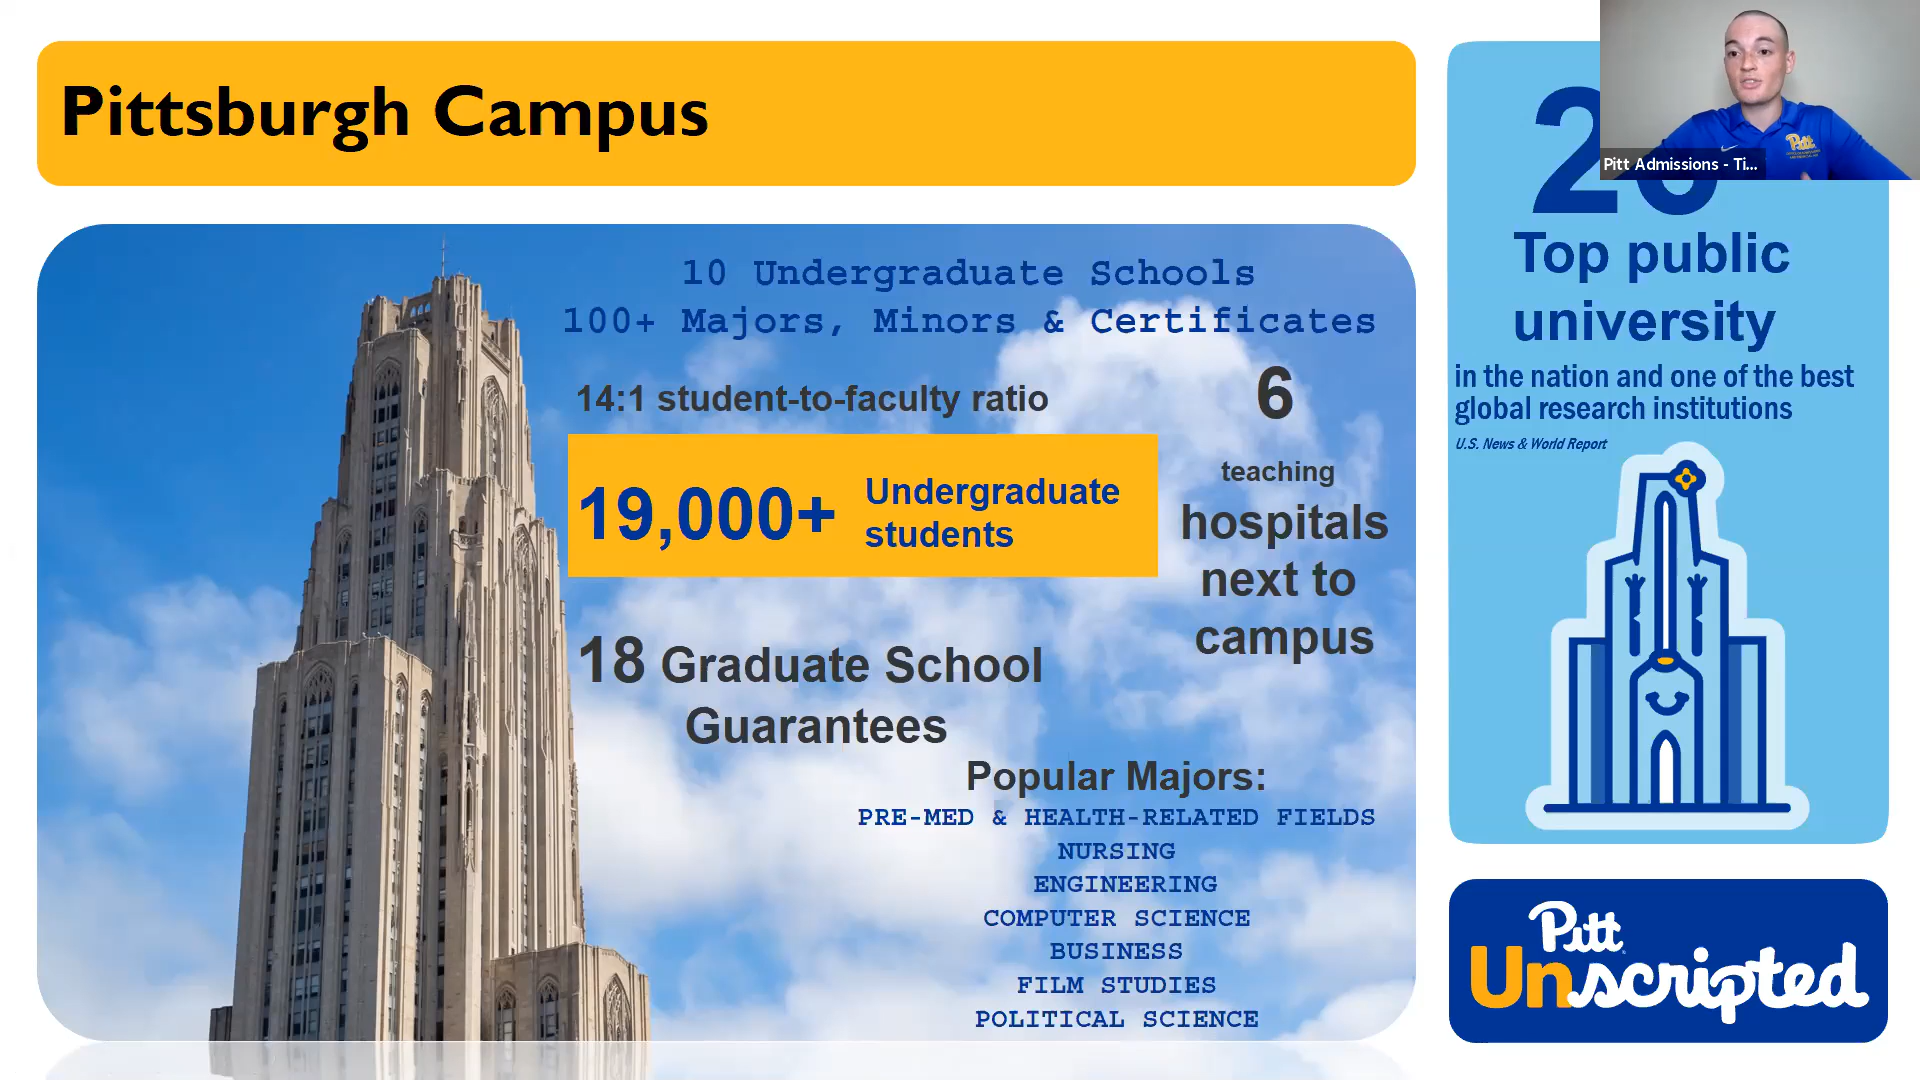 Pittsburgh Campus
10 Undergraduate Schools
100+ Majors, Minors & Certificates
14:1 student-to-faculty ratio
19,000+
Undergraduate
students
6
teaching
hospitals
next to
campus
18 Graduate School
Guarantees
Popular Majors:
PRE-MED & HEALTH-RELATED FIELDS
NURSING
ENGINEERING
COMPUTER SCIENCE
BUSINESS
FILM STUDIES
POLITICAL SCIENCE
Pitt
Pitt Admissions - Ti...
Top public
university
in the nation and one of the best
global research institutions
U.S. News & World Report
Pitt
Unscripted